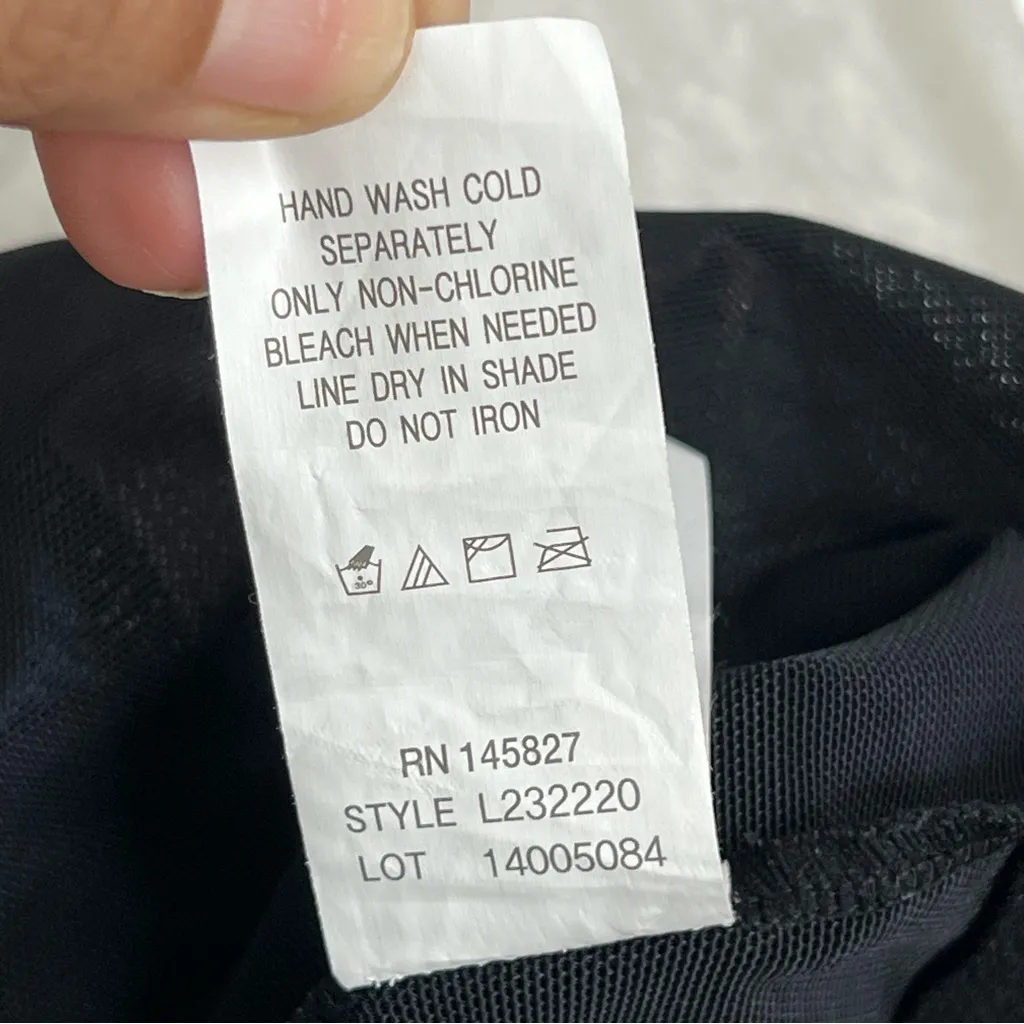 HAND WASH COLD
SEPARATELY
ONLY NON-CHLORINE
BLEACH WHEN NEEDED
LINE DRY IN SHADE
DO NOT IRON
30°
RN 145827
STYLE L232220
LOT 14005084